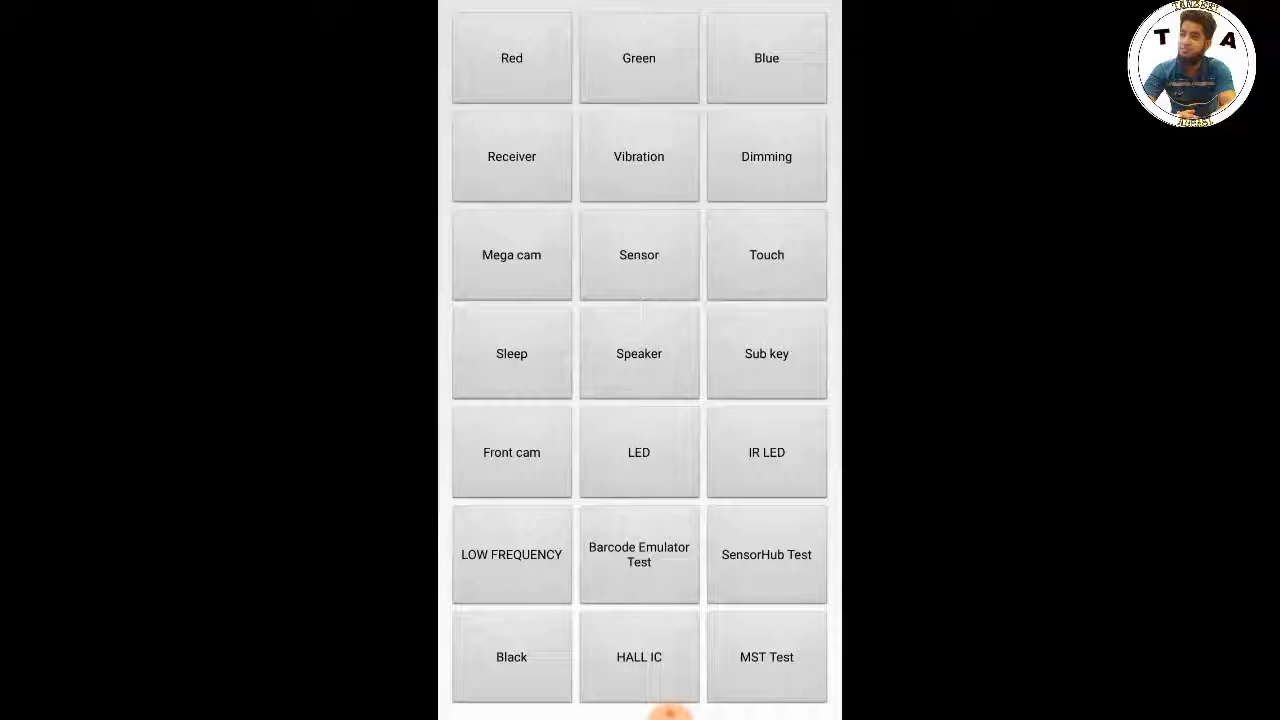 Red
Green
Blue
Receiver
Vibration
Dimming
Mega cam
Sensor
Touch
Sleep
Speaker
Sub key
Front cam
LED
IR LED
LOW FREQUENCY
Barcode Emulator
Test
SensorHub Test
Black
HALL IC
MST Test
T
A